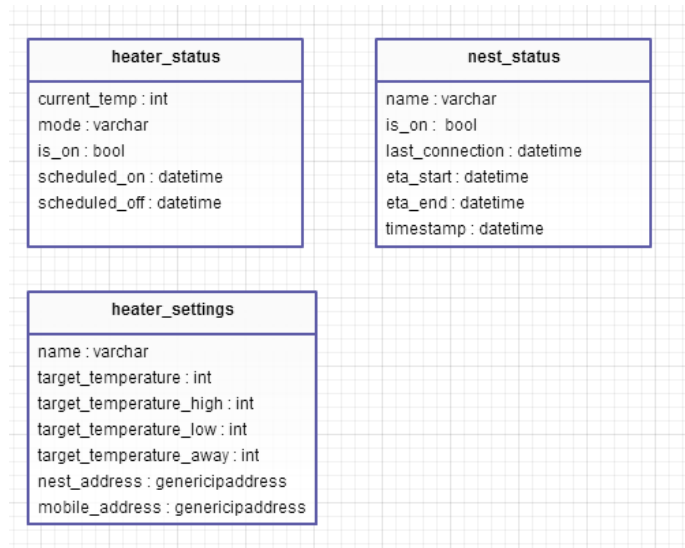 heater_status
current_temp : int
mode : varchar
is_on : bool
scheduled_on : datetime
scheduled_off : datetime
nest_status
name : varchar
is_on : bool
last_connection : datetime
eta_start : datetime
eta_end : datetime
timestamp : datetime
heater_settings
name : varchar
target_temperature : int
target_temperature_high : int
target_temperature_low : int
target_temperature_away : int
nest_address : genericipaddress
mobile_address : genericipaddress